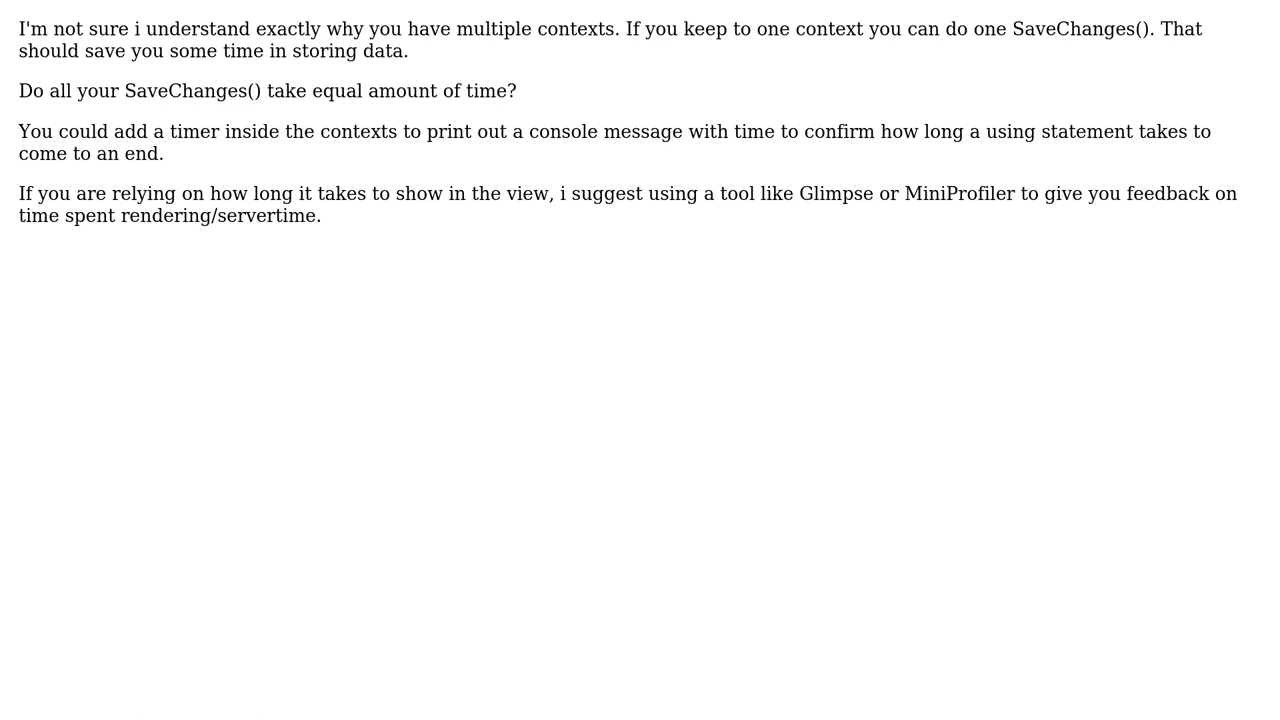 I'm not sure i understand exactly why you have multiple contexts. If you keep to one context you can do one SaveChanges(). That
should save you some time in storing data.
Do all your SaveChanges() take equal amount of time?
You could add a timer inside the contexts to print out a console message with time to confirm how long a using statement takes to
come to an end.
If you are relying on how long it takes to show in the view, i suggest using a tool like Glimpse or MiniProfiler to give you feedback on
time spent rendering/servertime.